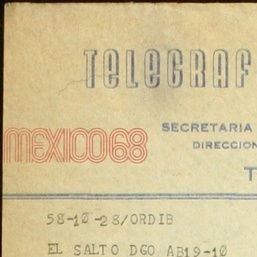 TELEGRAF
MEXICO68
SECRETARIA
DIRECCION
T
58-10-28/ORDIB
EL SALTO DGO AB19-10